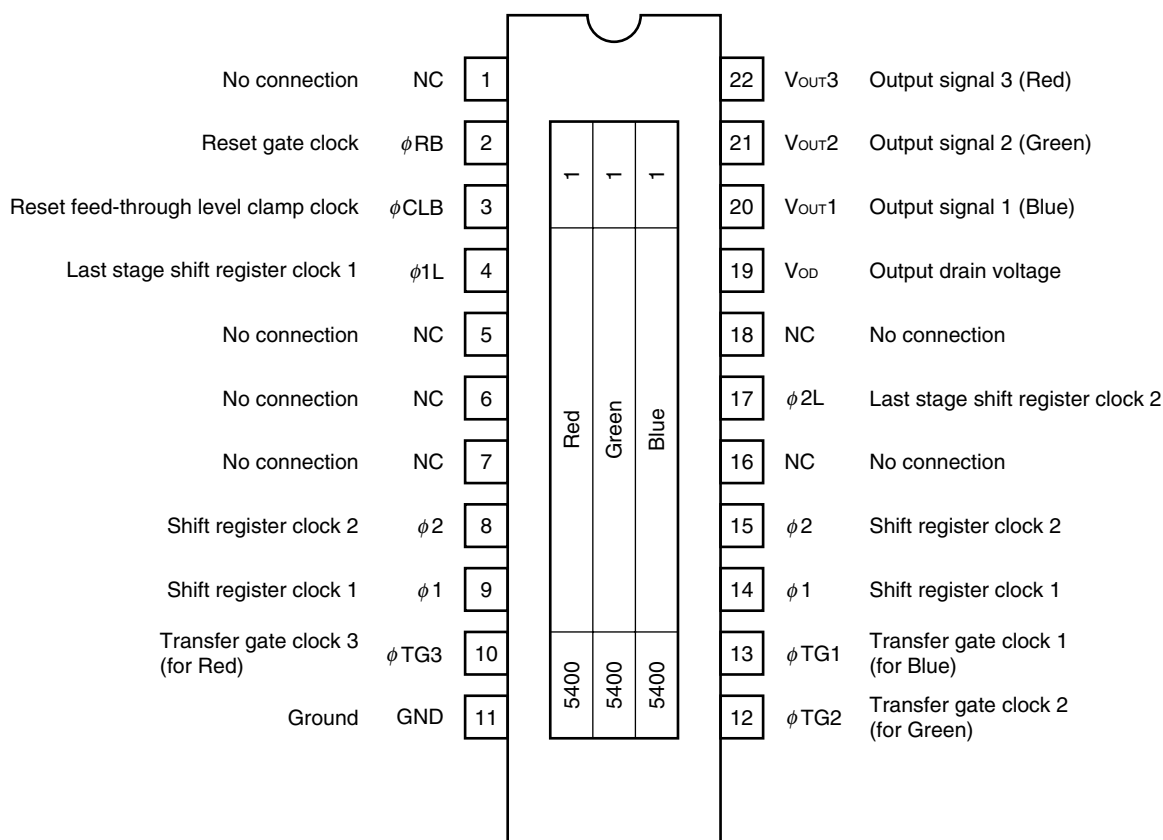 No connection NC 1
Reset gate clock ϕRB 2
Reset feed-through level clamp clock ϕCLB 3
Last stage shift register clock 1 ϕ1L 4
No connection NC 5
No connection NC 6
No connection NC 7
Shift register clock 2 ϕ2 8
Shift register clock 1 ϕ1 9
Transfer gate clock 3
(for Red) ϕTG3 10
Ground GND 11
1 1 1
Red Green Blue
5400 5400 5400
22 VOUT3 Output signal 3 (Red)
21 VOUT2 Output signal 2 (Green)
20 VOUT1 Output signal 1 (Blue)
19 VOD Output drain voltage
18 NC No connection
17 ϕ2L Last stage shift register clock 2
16 NC No connection
15 ϕ2 Shift register clock 2
14 ϕ1 Shift register clock 1
13 ϕTG1 Transfer gate clock 1
(for Blue)
12 ϕTG2 Transfer gate clock 2
(for Green)